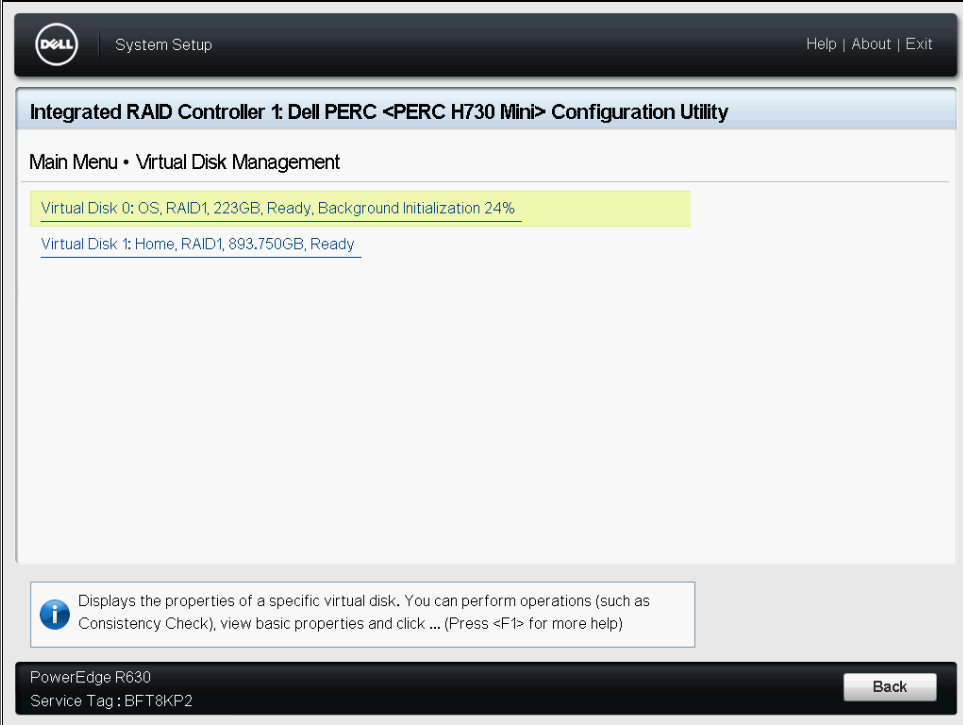 DELL
System Setup
Help | About | Exit
Integrated RAID Controller 1: Dell PERC <PERC H730 Mini> Configuration Utility
Main Menu • Virtual Disk Management
Virtual Disk 0: OS, RAID1, 223GB, Ready, Background Initialization 24%
Virtual Disk 1: Home, RAID1, 893.750GB, Ready
Displays the properties of a specific virtual disk. You can perform operations (such as
Consistency Check), view basic properties and click ... (Press <F1> for more help)
PowerEdge R630
Service Tag : BFT8KP2
Back